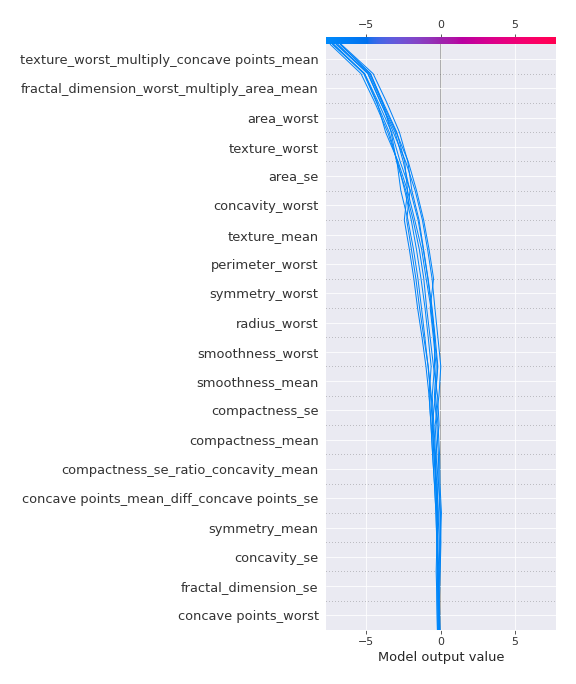 −5 0 5
texture_worst_multiply_concave points_mean
fractal_dimension_worst_multiply_area_mean
area_worst
texture_worst
area_se
concavity_worst
texture_mean
perimeter_worst
symmetry_worst
radius_worst
smoothness_worst
smoothness_mean
compactness_se
compactness_mean
compactness_se_ratio_concavity_mean
concave points_mean_diff_concave points_se
symmetry_mean
concavity_se
fractal_dimension_se
concave points_worst
−5 0 5
Model output value